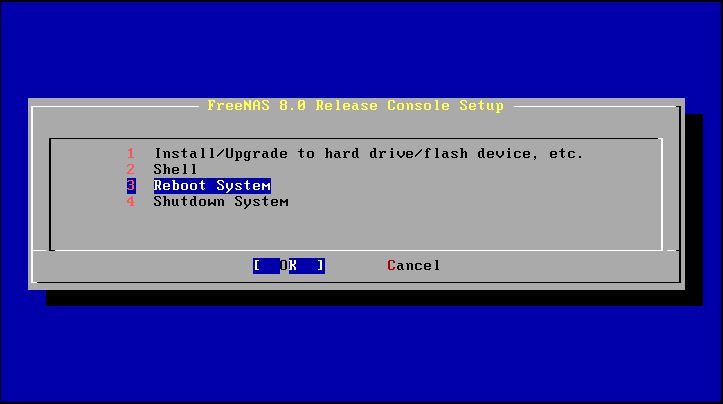 FreeNAS 8.0 Release Console Setup
1 Install/Upgrade to hard drive/flash device, etc.
2 Shell
3 Reboot System
4 Shutdown System
[ OK ] Cancel